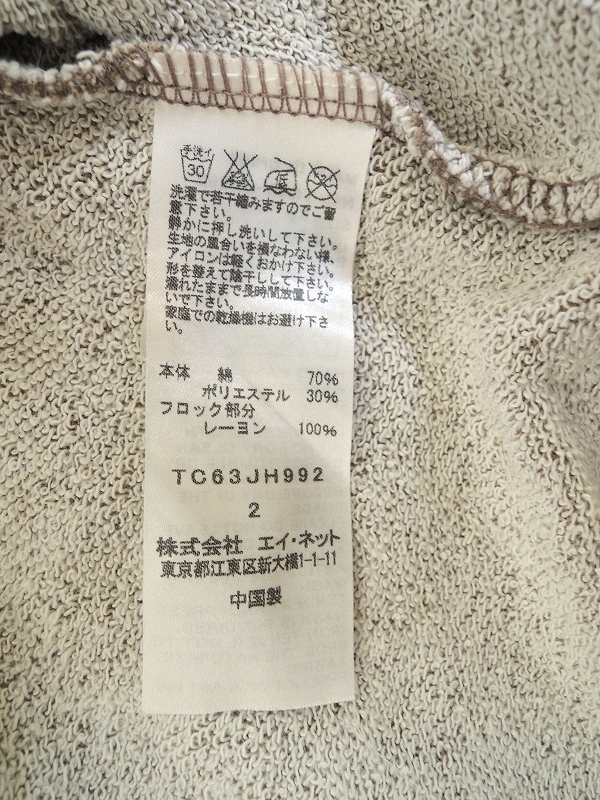 手洗イ
30
中
洗濯で若干縮みますのでご留
意下さい。
静かに押し洗いして下さい。
生地の風合いを損なわない様、
アイロンは軽くおかけ下さい。
形を整えて陰干しして下さい。
濡れたままで長時間放置しな
いで下さい。
家庭での乾燥機はお避け下さ
い。
本体 綿 70%
ポリエステル 30%
フロック部分
レーヨン 100%
TC63JH992
2
株式会社 エイ・ネット
東京都江東区新大橋1-1-11
中国製